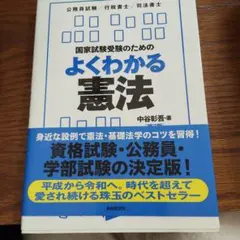 公務員試験／行政書士／司法書士
国家試験受験のための
よくわかる
憲法
中谷彰吾・著
身近な設例で憲法・基礎法学のコツを習得！
資格試験・公務員・
学部試験の決定版！
平成から令和へ。時代を超えて
愛され続ける珠玉のベストセラー